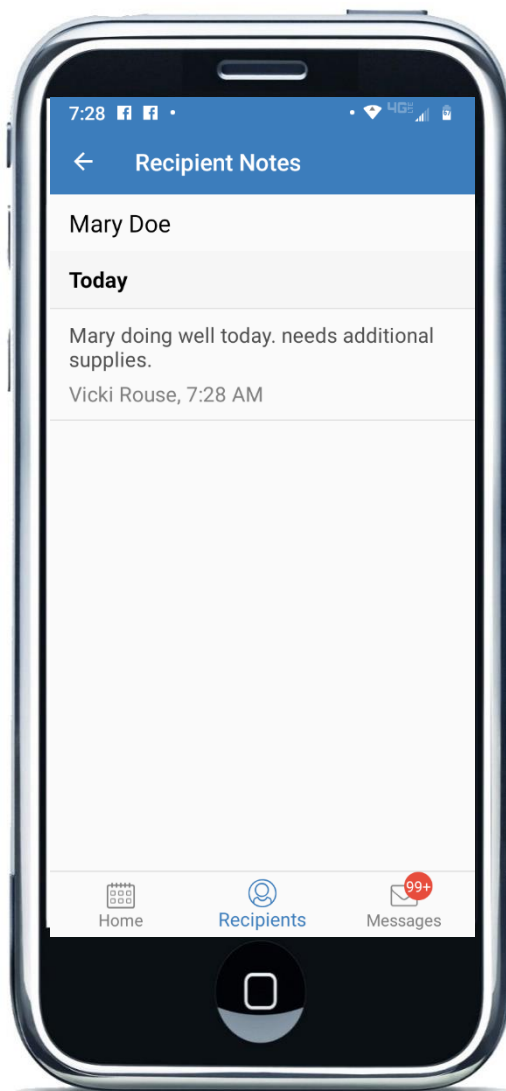 7:28
4GE
Recipient Notes
Mary Doe
Today
Mary doing well today. needs additional
supplies.
Vicki Rouse, 7:28 AM
99+
Home Recipients Messages